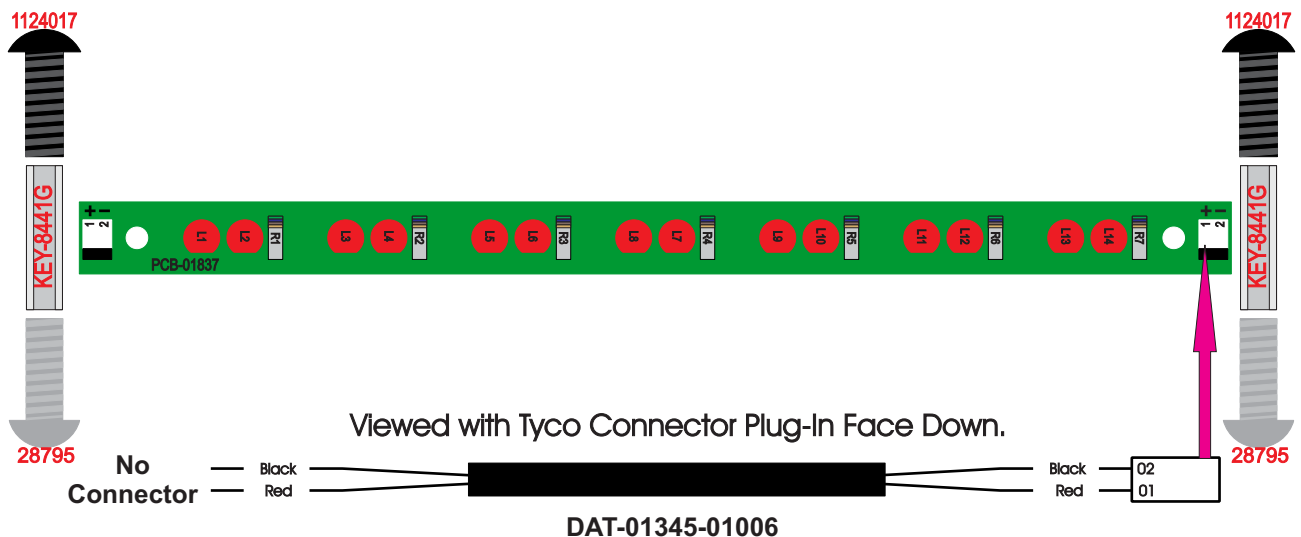 1124017
1124017
KEY-8441G
+ −
1 2
L1 L2 R1 L3 L4 R2 L5 L6 R3 L8 L7 R4 L9 L10 R5 L11 L12 R6 L13 L14 R7
+ −
1 2
KEY-8441G
PCB-01837
Viewed with Tyco Connector Plug-In Face Down.
28795
28795
No
Connector
Black
Red
Black
Red
02
01
DAT-01345-01006